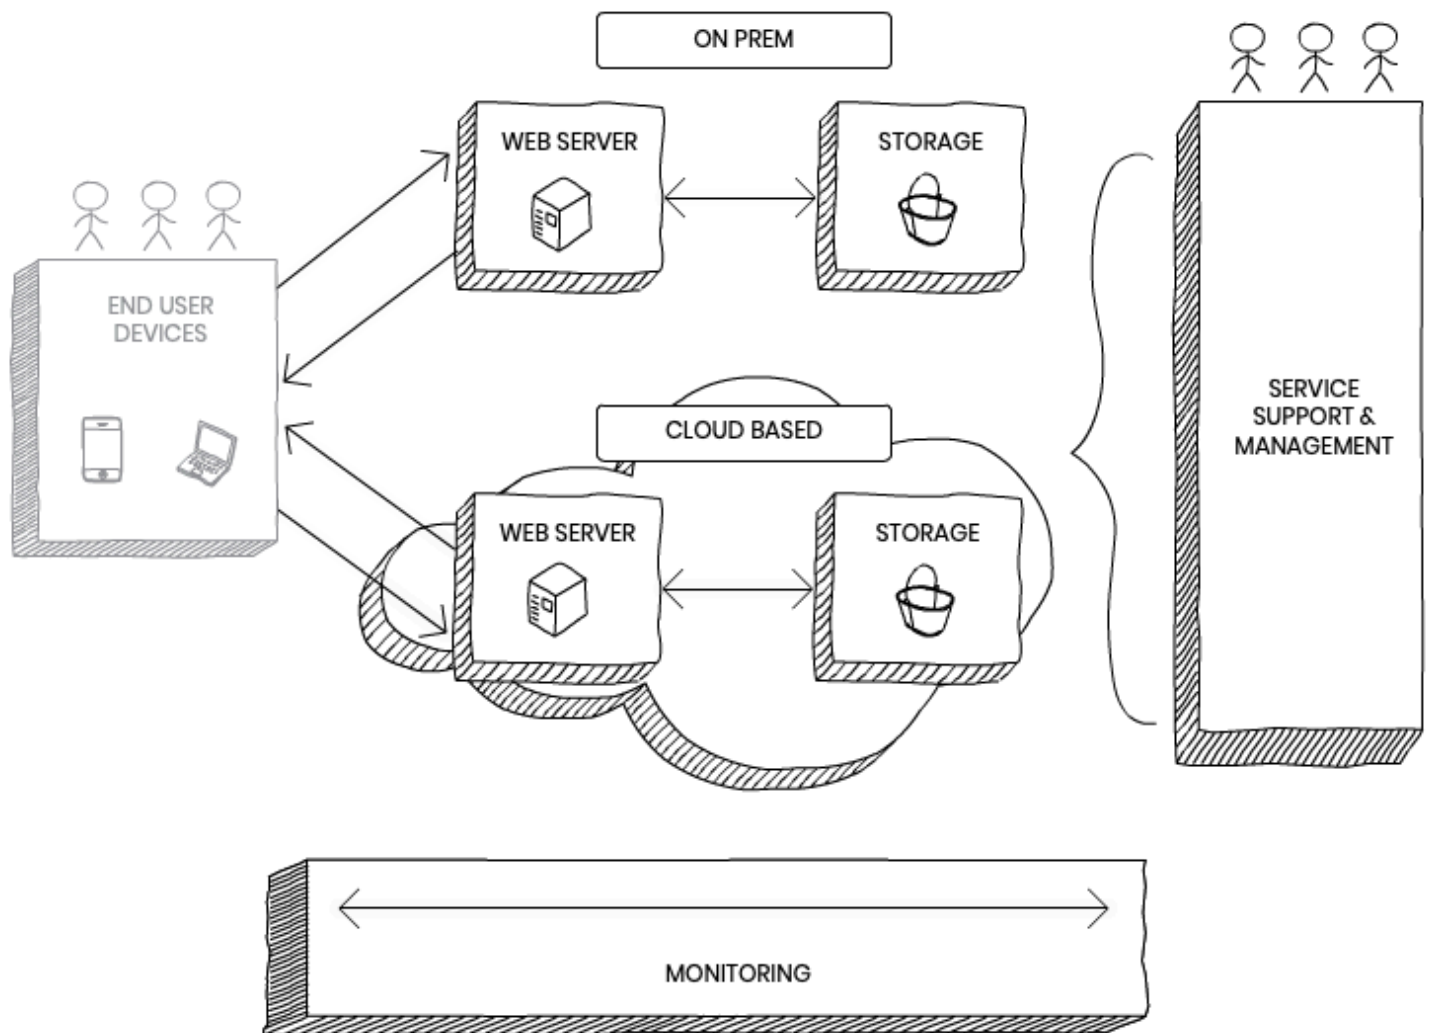 ON PREM
WEB SERVER
STORAGE
END USER
DEVICES
CLOUD BASED
WEB SERVER
STORAGE
SERVICE
SUPPORT &
MANAGEMENT
MONITORING